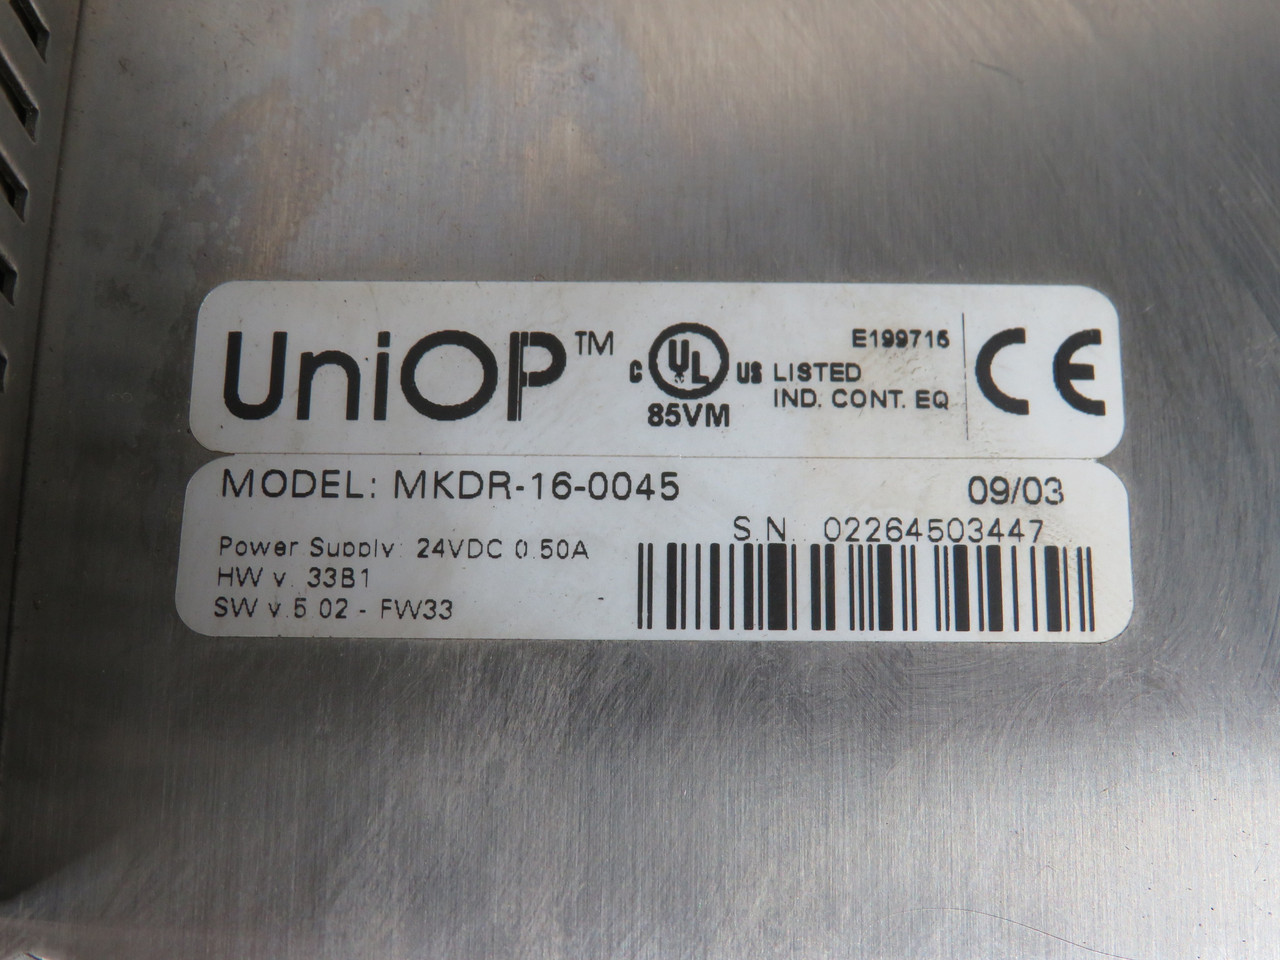 UniOP™
C UL US LISTED
85VM
E199715
IND. CONT. EQ
CE
MODEL: MKDR-16-0045
09/03
S.N. 02264503447
Power Supply: 24VDC 0.50A
HW v. 33B1
SW v.5.02 - FW33